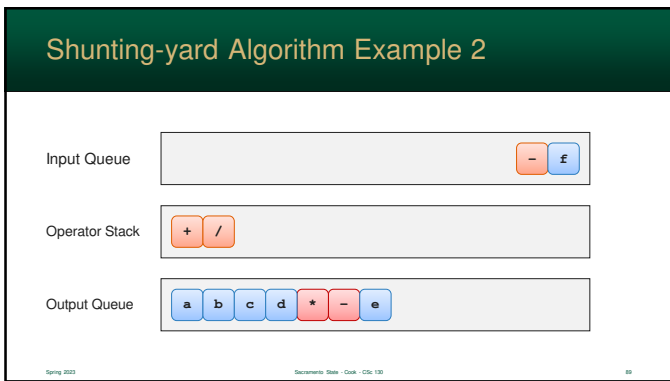 Shunting-yard Algorithm Example 2
Input Queue - f
Operator Stack + /
Output Queue a b c d * - e
Spring 2023 Sacramento State - Cook - CSc 130 89